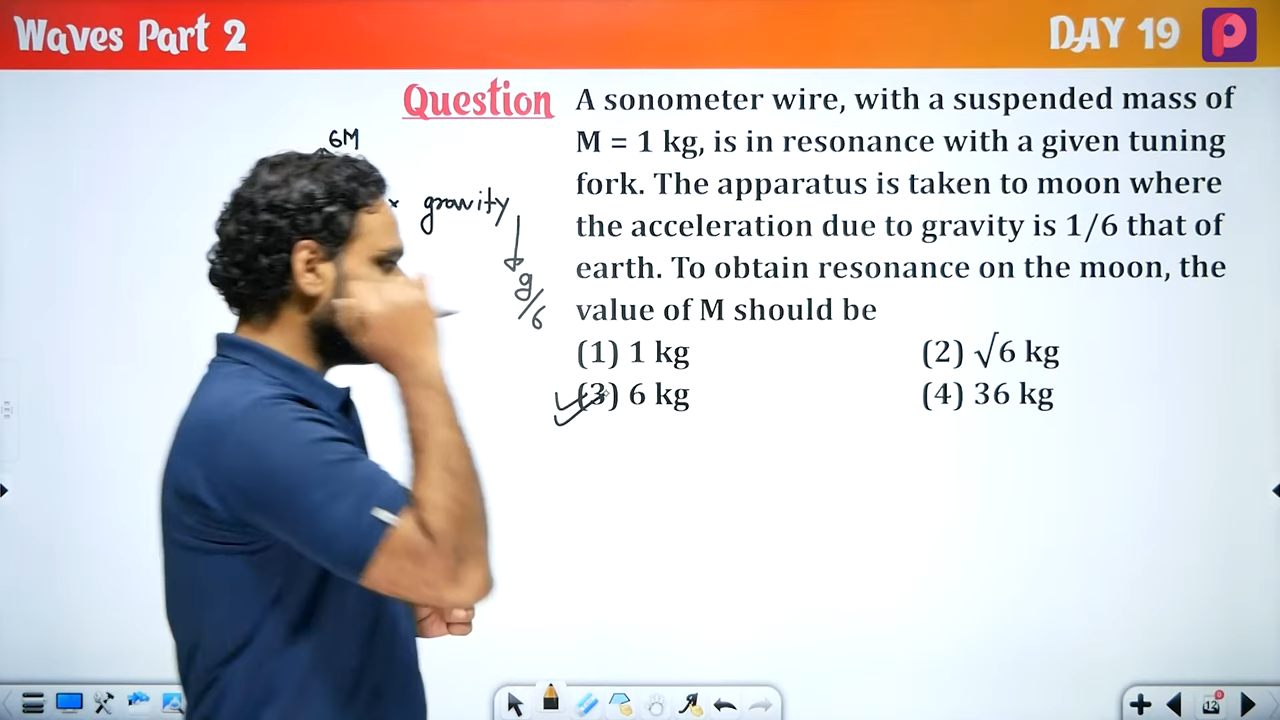 Waves Part 2
DAY 19
P
Question
A sonometer wire, with a suspended mass of
M = 1 kg, is in resonance with a given tuning
fork. The apparatus is taken to moon where
the acceleration due to gravity is 1/6 that of
earth. To obtain resonance on the moon, the
value of M should be
(1) 1 kg
(2) √6 kg
(3) 6 kg
(4) 36 kg
6M
× gravity
g/6
12